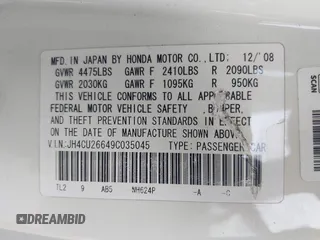 MFD. IN JAPAN BY HONDA MOTOR CO.,LTD: 12/'08
GVWR 4475LBS GAWR F 2410LBS R 2090LBS
GVWR 2030KG GAWR F 1095KG R 950KG
THIS VEHICLE CONFORMS TO ALL APPLICABLE
FEDERAL MOTOR VEHICLE SAFETY, BUMPER,
AND THEFT PREVENTION STANDARDS IN EFFECT
ON THE DATE OF MANUFACTURE SHOWN ABOVE.
V.I.N.:JH4CU26649C035045 TYPE: PASSENGER CAR
TL2 9 ABS NH624P -A -C
SCAN
DREAMBID